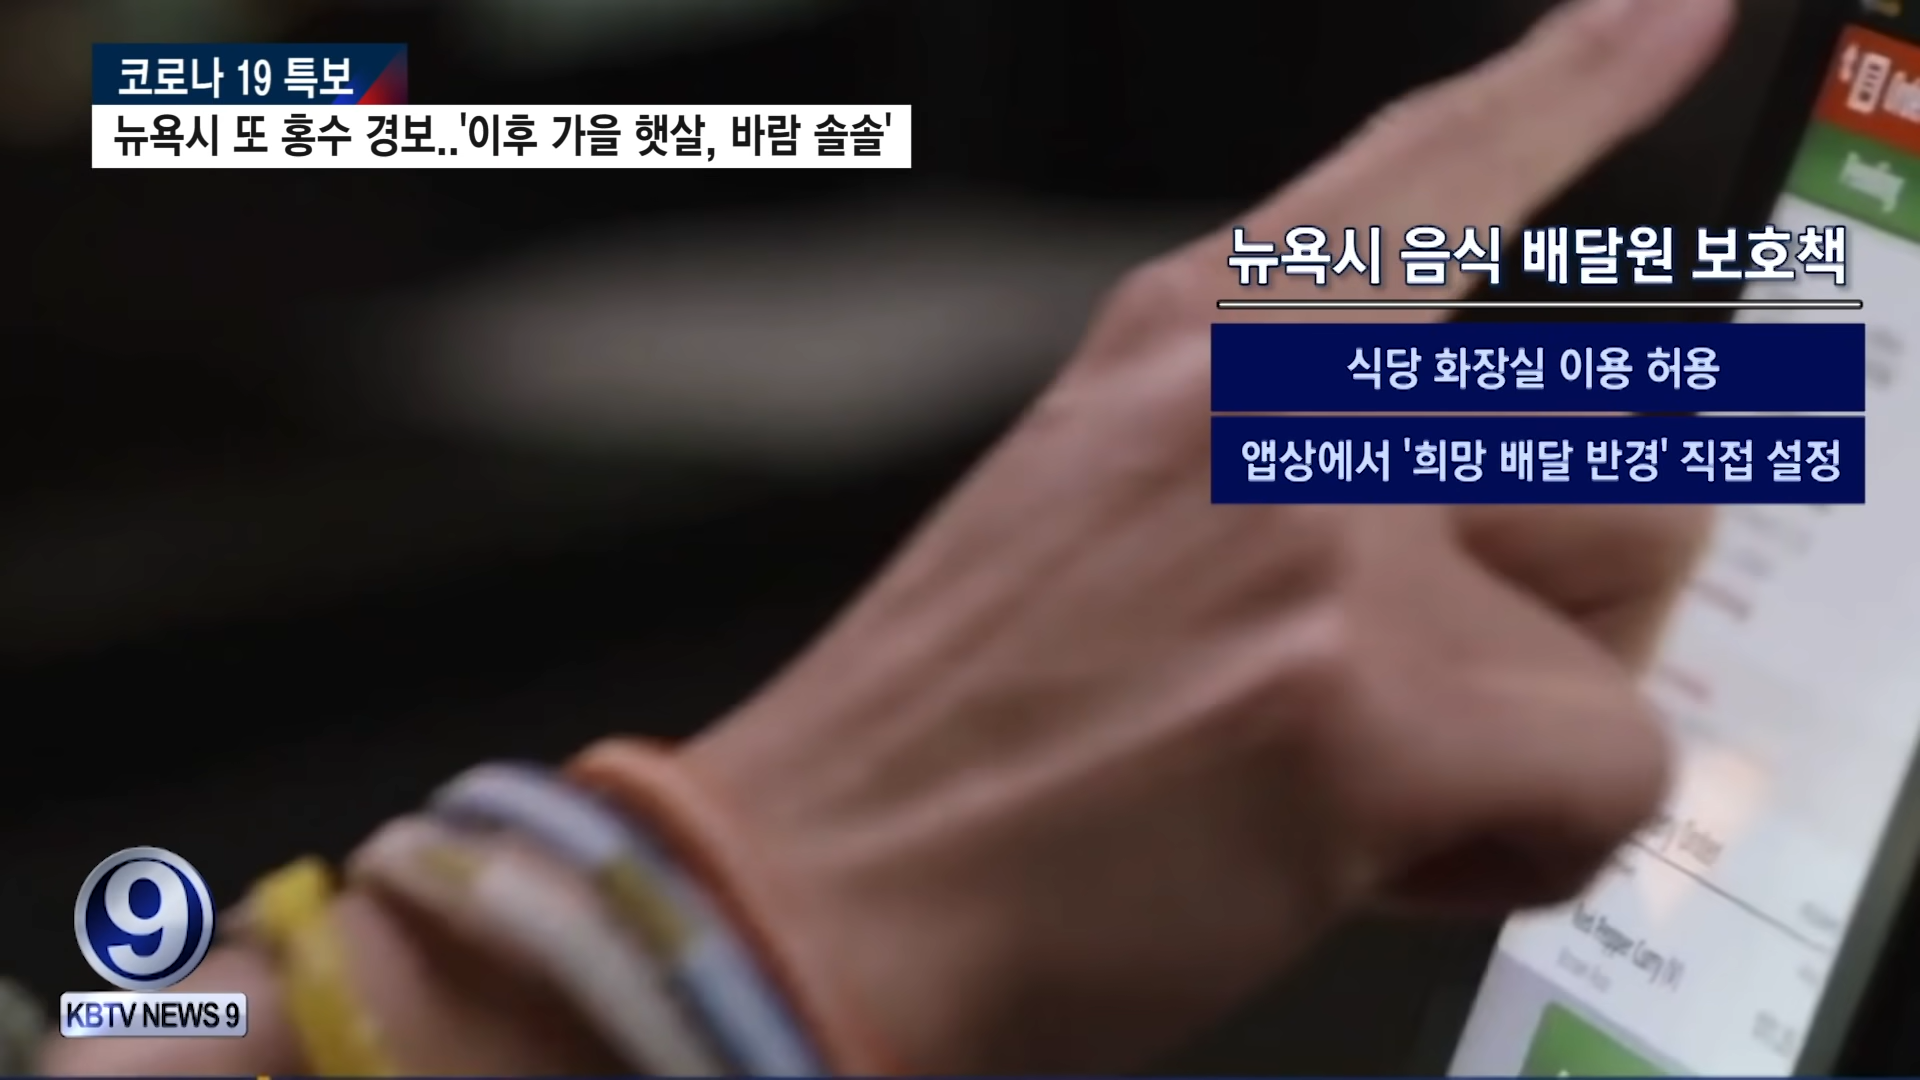 코로나 19 특보
뉴욕시 또 홍수 경보..'이후 가을 햇살, 바람 솔솔'
뉴욕시 음식 배달원 보호책
식당 화장실 이용 허용
앱상에서 '희망 배달 반경' 직접 설정
Curry
9
KBTV NEWS 9